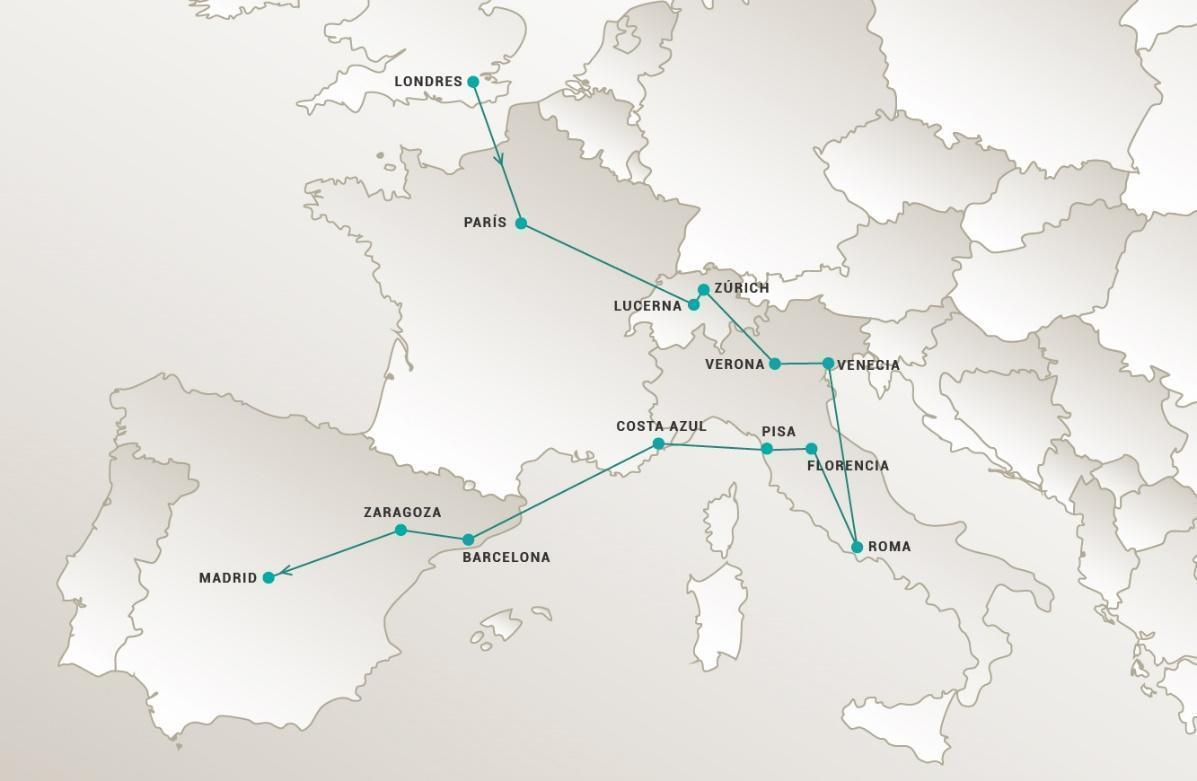 LONDRES
PARÍS
ZÚRICH
LUCERNA
VERONA
VENECIA
COSTA AZUL
PISA
FLORENCIA
ZARAGOZA
ROMA
BARCELONA
MADRID